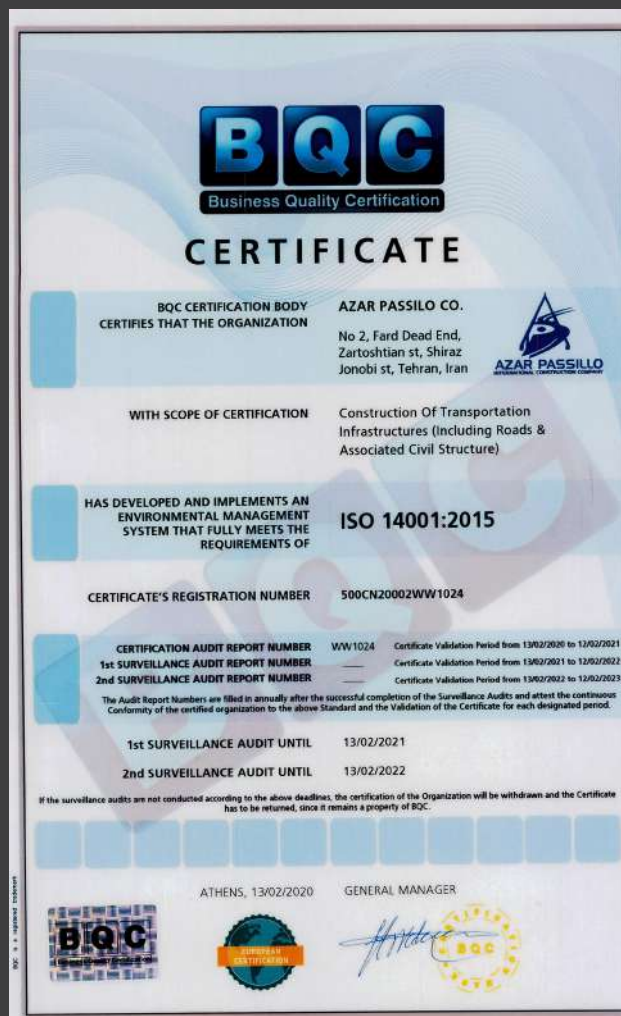 BQC
Business Quality Certification
CERTIFICATE
BQC CERTIFICATION BODY
CERTIFIES THAT THE ORGANIZATION
AZAR PASSILO CO.
No 2, Fard Dead End,
Zartoshtian st, Shiraz
Jonobi st, Tehran, Iran
AZAR PASSILLO
INTERNATIONAL CONSTRUCTION COMPANY
WITH SCOPE OF CERTIFICATION
Construction Of Transportation
Infrastructures (Including Roads &
Associated Civil Structure)
HAS DEVELOPED AND IMPLEMENTS AN
ENVIRONMENTAL MANAGEMENT
SYSTEM THAT FULLY MEETS THE
REQUIREMENTS OF
ISO 14001:2015
CERTIFICATE'S REGISTRATION NUMBER 500CN20002WW1024
CERTIFICATION AUDIT REPORT NUMBER WW1024 Certificate Validation Period from 13/02/2020 to 12/02/2021
1st SURVEILLANCE AUDIT REPORT NUMBER Certificate Validation Period from 13/02/2021 to 12/02/2022
2nd SURVEILLANCE AUDIT REPORT NUMBER Certificate Validation Period from 13/02/2022 to 12/02/2023
The Audit Report Numbers are filled in annually after the successful completion of the Surveillance Audits and attest the continuous
Conformity of the certified organization to the above Standard and the Validation of the Certificate for each designated period.
1st SURVEILLANCE AUDIT UNTIL 13/02/2021
2nd SURVEILLANCE AUDIT UNTIL 13/02/2022
If the surveillance audits are not conducted according to the above deadlines, the certification of the Organization will be withdrawn and the Certificate
has to be returned, since it remains a property of BQC.
ATHENS, 13/02/2020 GENERAL MANAGER
BQC is a registered trademark
BQC
EUROPEAN
CERTIFICATION
BQC